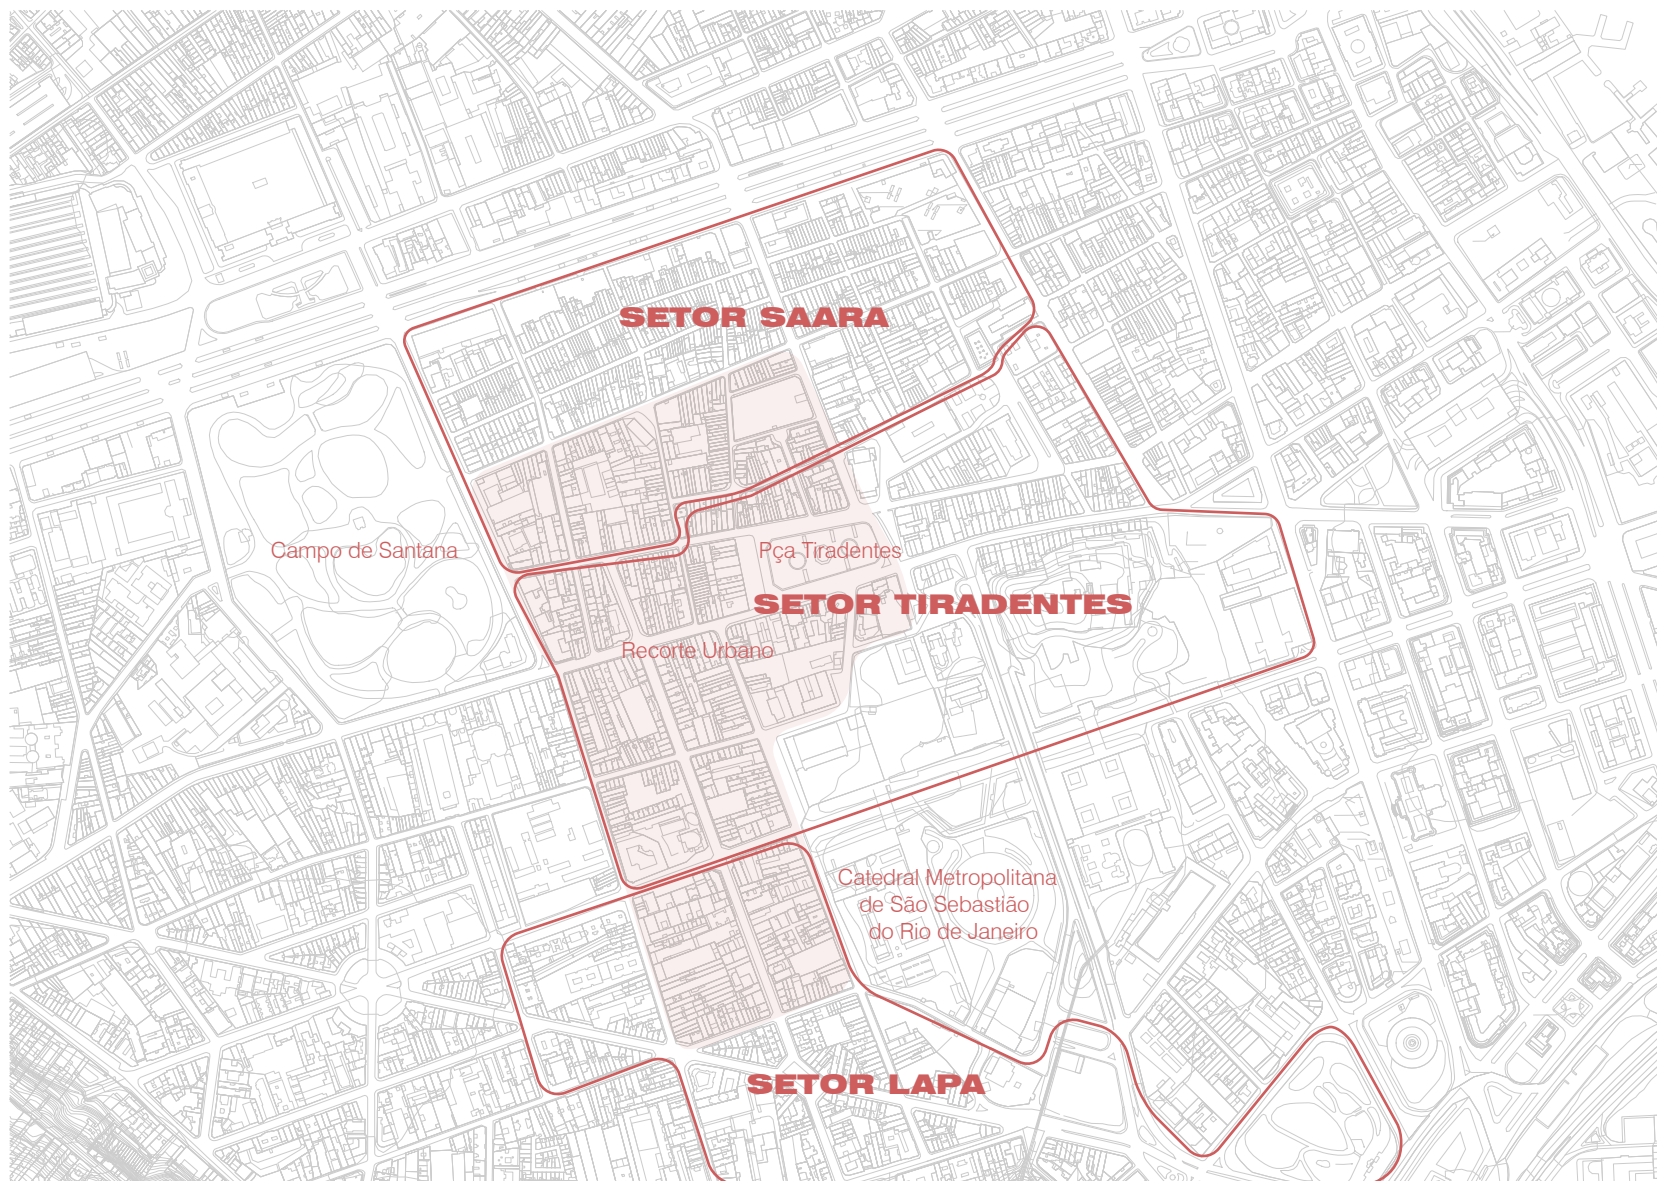 SETOR SAARA
Campo de Santana
Pça Tiradentes
SETOR TIRADENTES
Recorte Urbano
Catedral Metropolitana
de São Sebastião
do Rio de Janeiro
SETOR LAPA